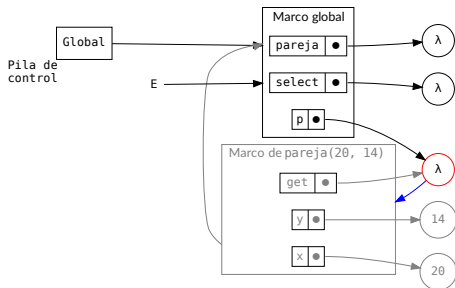 Marco global
Global
pareja
λ
Pila de
control
E
select
λ
p
Marco de pareja(20, 14)
λ
get
y
14
x
20